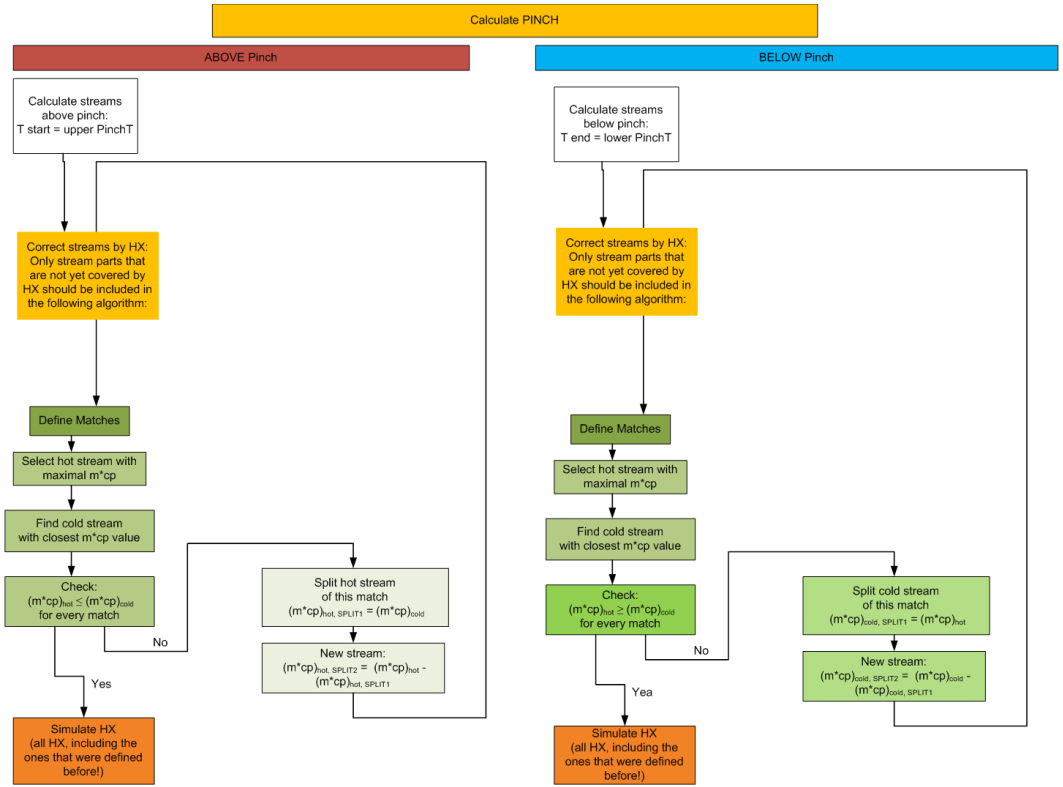 Calculate PINCH
ABOVE Pinch
Calculate streams
above pinch:
T start = upper PinchT
Correct streams by HX:
Only stream parts that
are not yet covered by
HX should be included in
the following algorithm:
Define Matches
Select hot stream with
maximal m*cp
Find cold stream
with closest m*cp value
Check:
(m*cp)hot ≤ (m*cp)cold
for every match
No
Yes
Split hot stream
of this match
(m*cp)hot, SPLIT1 = (m*cp)cold
New stream:
(m*cp)hot, SPLIT2 = (m*cp)hot -
(m*cp)hot, SPLIT1
Simulate HX
(all HX, including the
ones that were defined
before!)
BELOW Pinch
Calculate streams
below pinch:
T end = lower PinchT
Correct streams by HX:
Only stream parts that
are not yet covered by
HX should be included in
the following algorithm:
Define Matches
Select hot stream with
maximal m*cp
Find cold stream
with closest m*cp value
Check:
(m*cp)hot ≥ (m*cp)cold
for every match
No
Yea
Split cold stream
of this match
(m*cp)cold, SPLIT1 = (m*cp)hot
New stream:
(m*cp)cold, SPLIT2 = (m*cp)cold -
(m*cp)cold, SPLIT1
Simulate HX
(all HX, including the
ones that were defined
before!)